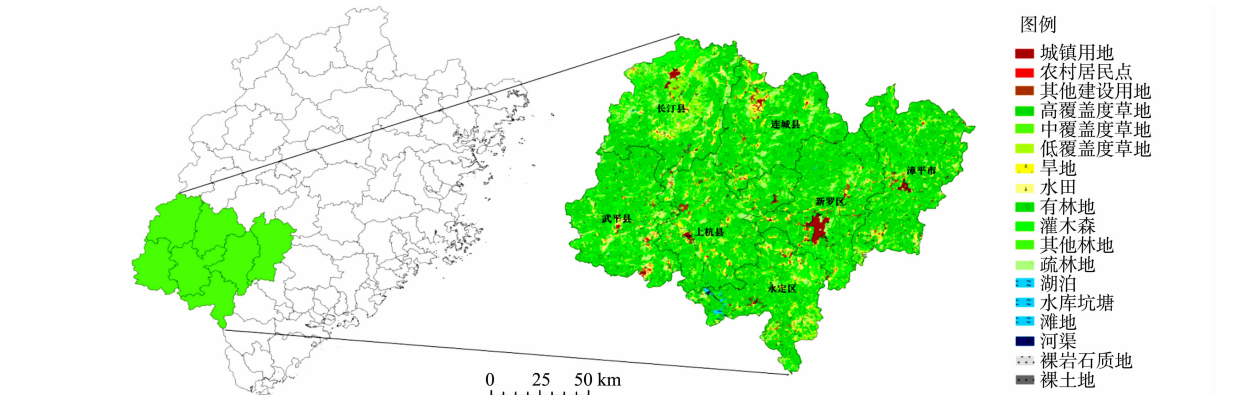 图例
城镇用地
农村居民点
其他建设用地
高覆盖度草地
中覆盖度草地
低覆盖度草地
旱地
水田
有林地
灌木森
其他林地
疏林地
湖泊
水库坑塘
滩地
河渠
裸岩石质地
裸土地
长汀县
连城县
漳平市
新罗区
武平县
上杭县
永定区
0 25 50 km